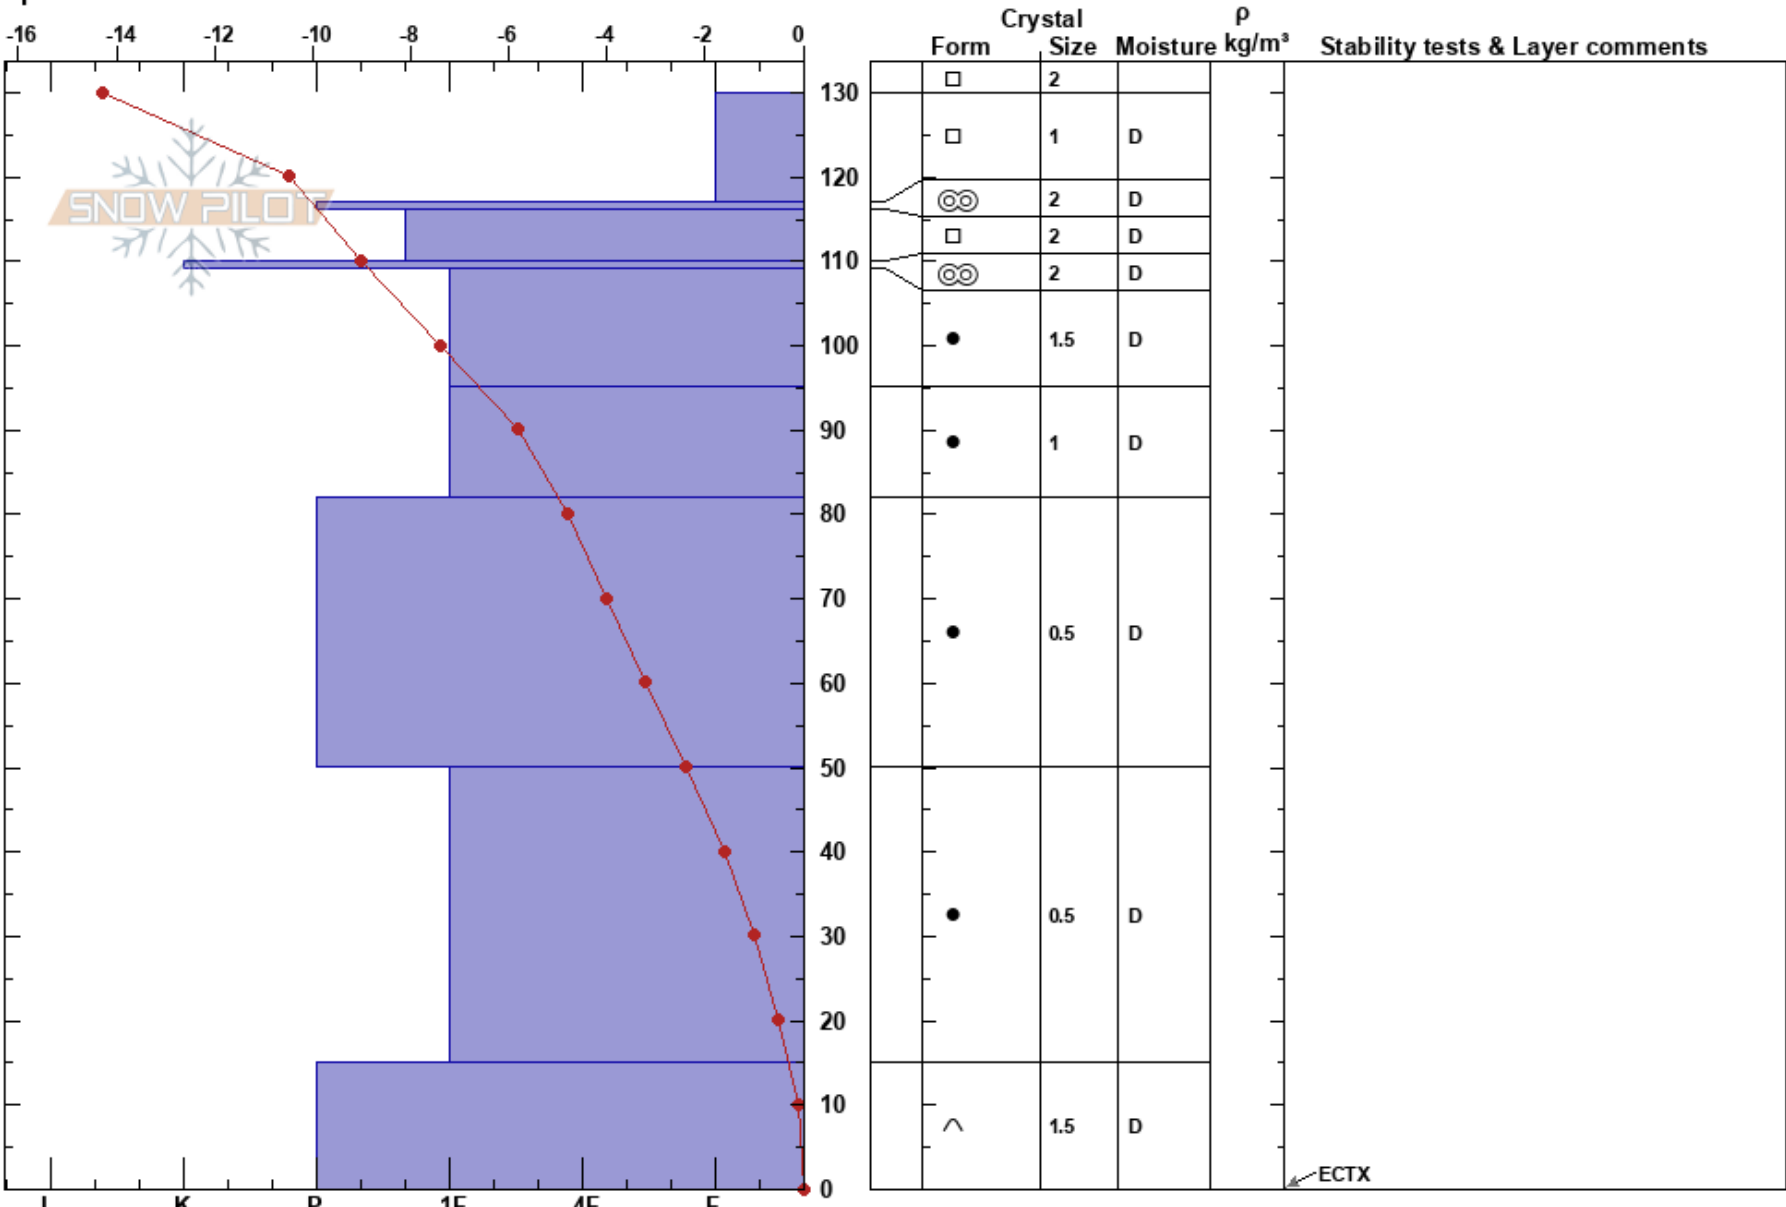 Crystal ρ
-16 -14 -12 -10 -8 -6 -4 -2 0 Form Size Moisture kg/m³ Stability tests & Layer comments
2
130
1 D
120
2 D
SNOW PILOT
2 D
110
2 D
100 1.5 D
90
1 D
80
70
0.5 D
60
50
40
0.5 D
30
20
10
1.5 D
ECTX
0
I K P 1F 4F F